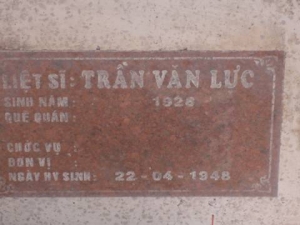 LIỆT SĨ: TRẦN VĂN LỰC
SINH NĂM: 1928
QUÊ QUÁN:
CHỨC VỤ :
ĐƠN VỊ :
NGÀY HY SINH: 22-04-1948